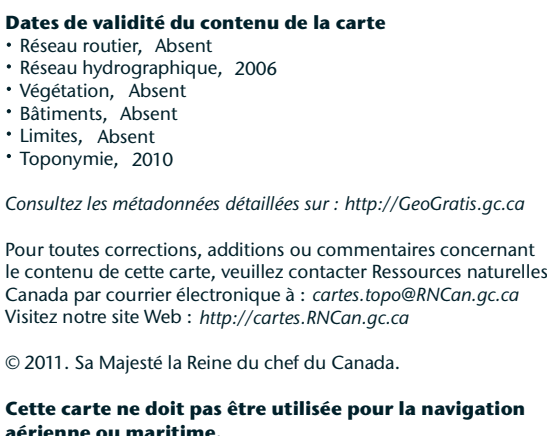 Dates de validité du contenu de la carte
· Réseau routier, Absent
· Réseau hydrographique, 2006
· Végétation, Absent
· Bâtiments, Absent
· Limites, Absent
· Toponymie, 2010
Consultez les métadonnées détaillées sur : http://GeoGratis.gc.ca
Pour toutes corrections, additions ou commentaires concernant
le contenu de cette carte, veuillez contacter Ressources naturelles
Canada par courrier électronique à : cartes.topo@RNCan.gc.ca
Visitez notre site Web : http://cartes.RNCan.gc.ca
© 2011. Sa Majesté la Reine du chef du Canada.
Cette carte ne doit pas être utilisée pour la navigation
aérienne ou maritime.